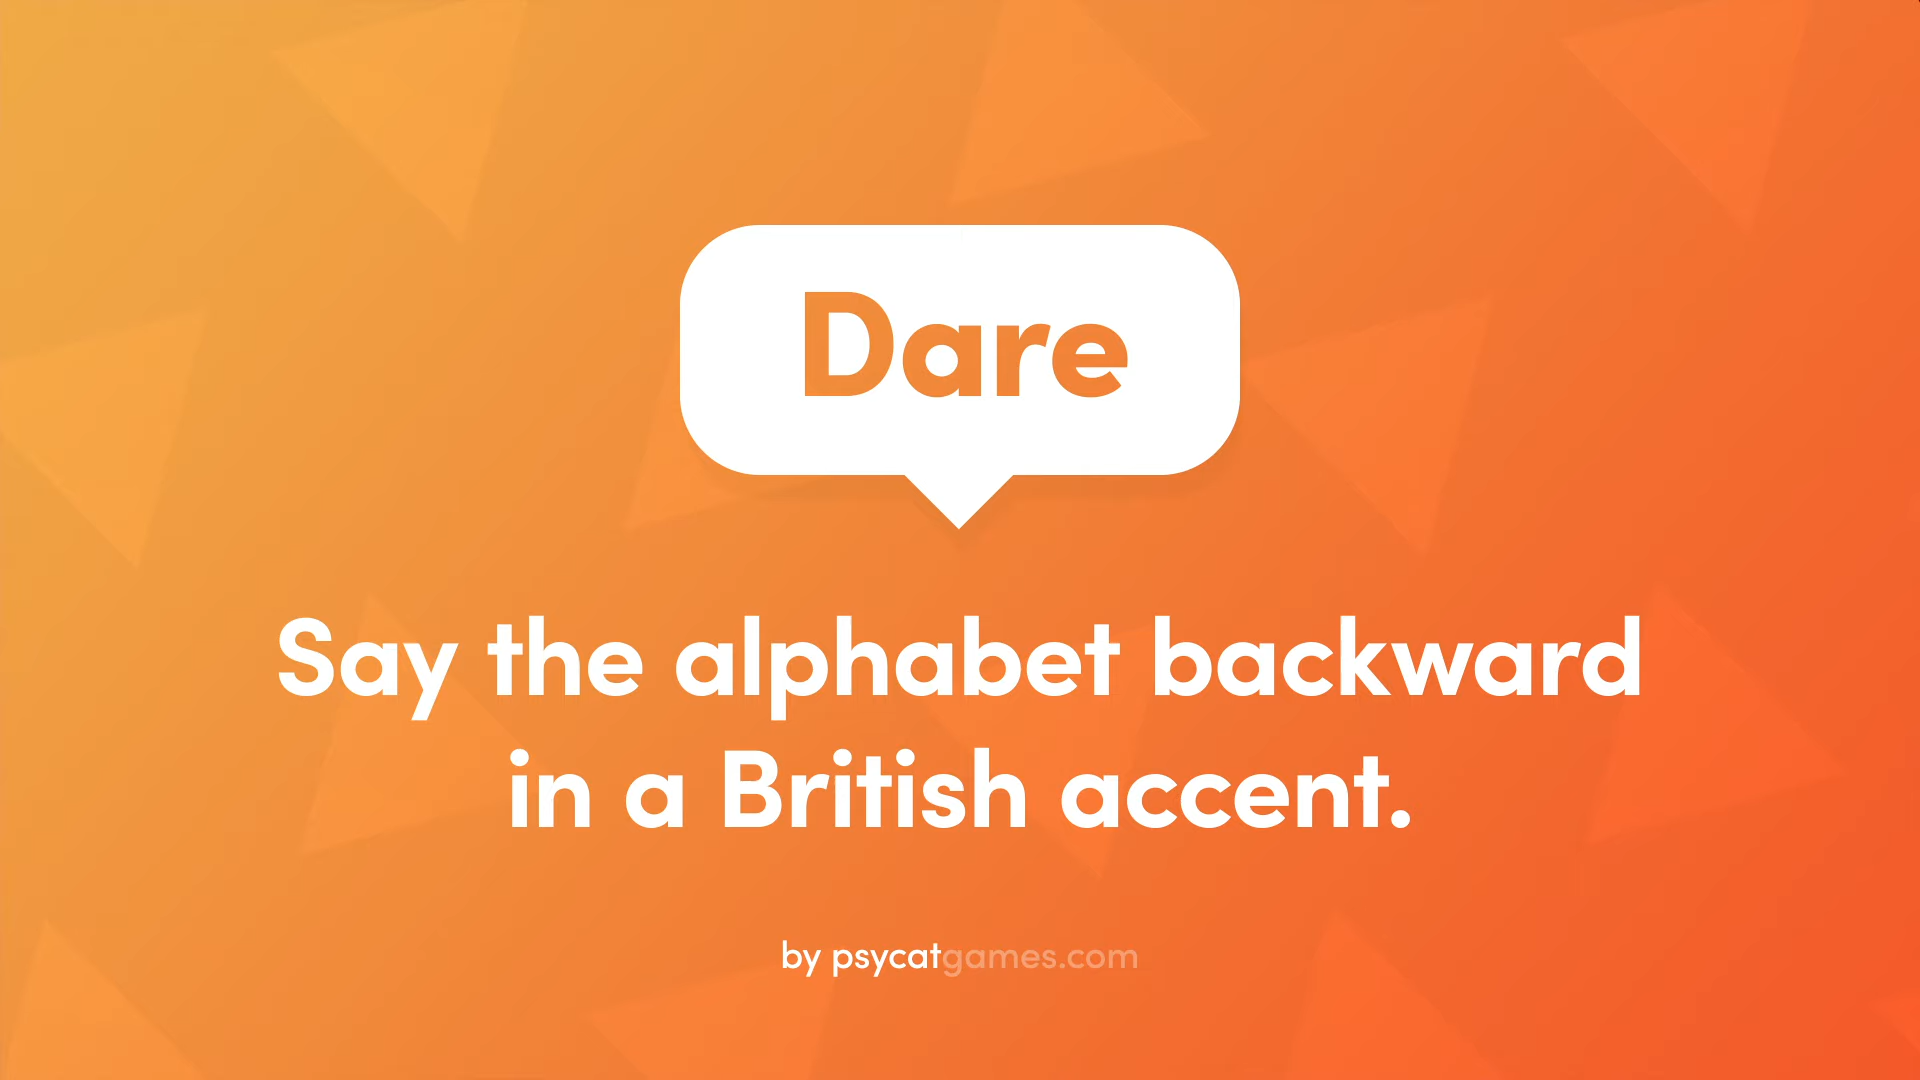 Dare
Say the alphabet backward
in a British accent.
by psycatgames.com